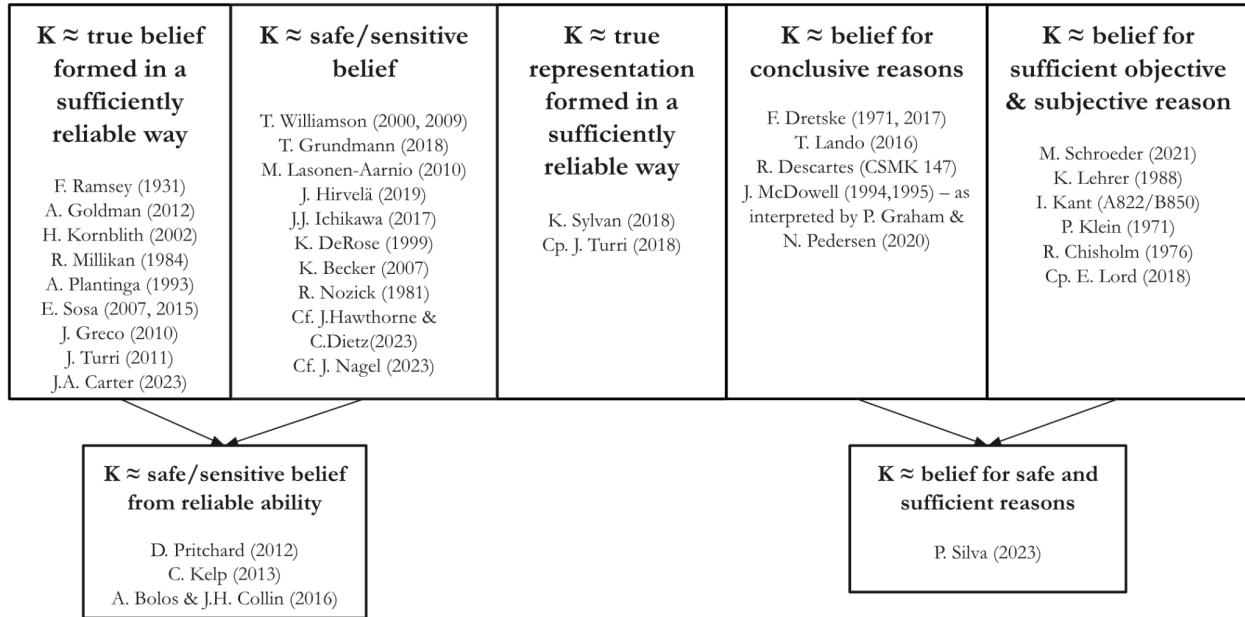 K ≈ true belief
formed in a
sufficiently
reliable way
F. Ramsey (1931)
A. Goldman (2012)
H. Kornblith (2002)
R. Millikan (1984)
A. Plantinga (1993)
E. Sosa (2007, 2015)
J. Greco (2010)
J. Turri (2011)
J.A. Carter (2023)
K ≈ safe/sensitive
belief
T. Williamson (2000, 2009)
T. Grundmann (2018)
M. Lasonen-Aarnio (2010)
J. Hirvelä (2019)
J.J. Ichikawa (2017)
K. DeRose (1999)
K. Becker (2007)
R. Nozick (1981)
Cf. J.Hawthorne &
C.Dietz(2023)
Cf. J. Nagel (2023)
K ≈ true
representation
formed in a
sufficiently
reliable way
K. Sylvan (2018)
Cp. J. Turri (2018)
K ≈ belief for
conclusive reasons
F. Dretske (1971, 2017)
T. Lando (2016)
R. Descartes (CSMK 147)
J. McDowell (1994,1995) – as
interpreted by P. Graham &
N. Pedersen (2020)
K ≈ belief for
sufficient objective
& subjective reason
M. Schroeder (2021)
K. Lehrer (1988)
I. Kant (A822/B850)
P. Klein (1971)
R. Chisholm (1976)
Cp. E. Lord (2018)
K ≈ safe/sensitive belief
from reliable ability
D. Pritchard (2012)
C. Kelp (2013)
A. Bolos & J.H. Collin (2016)
K ≈ belief for safe and
sufficient reasons
P. Silva (2023)